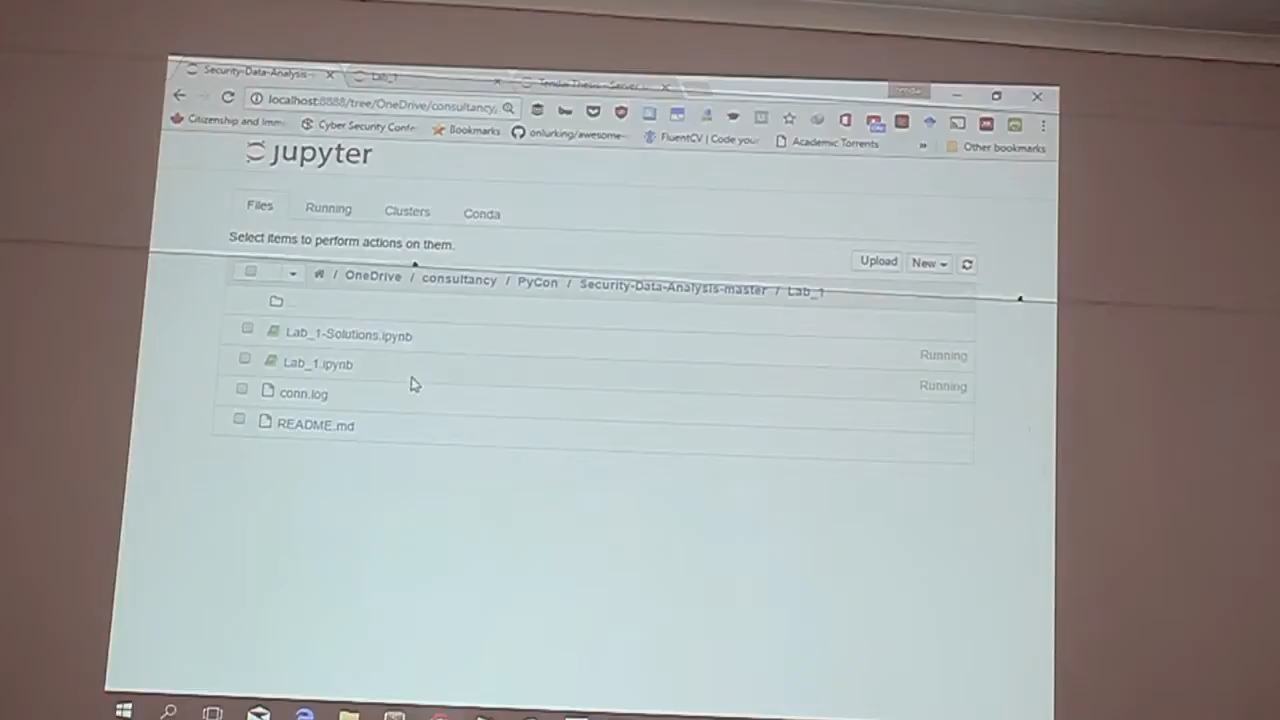 Security-Data-Analysis-
Lab_1
localhost:8888/tree/OneDrive/consultancy,
Citizenship and Immi
Cyber Security Confe
Bookmarks
onlurking/awesome-
FluentCV | Code your
Academic Torrents
»
Other bookmarks
jupyter
Files
Running
Clusters
Conda
Select items to perform actions on them.
Upload
New
/ OneDrive / consultancy / PyCon / Security-Data-Analysis-master / Lab_1
..
Lab_1-Solutions.ipynb
Running
Lab_1.ipynb
Running
conn.log
README.md